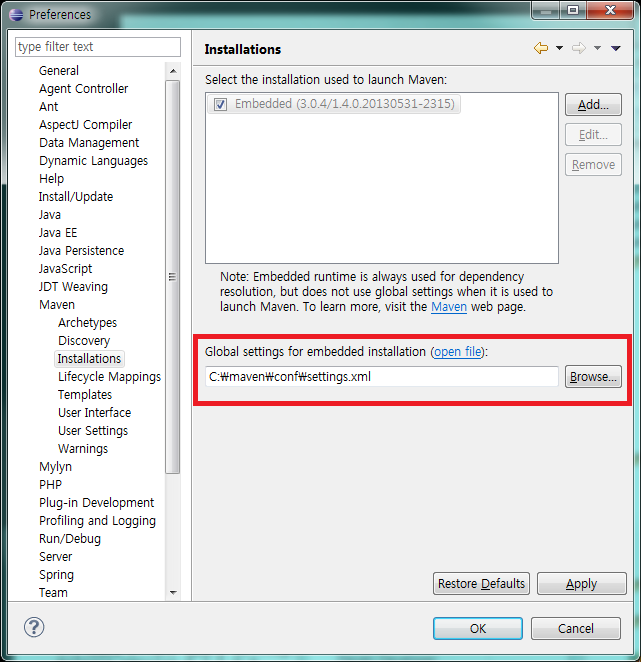 Preferences
type filter text
General
Agent Controller
Ant
AspectJ Compiler
Data Management
Dynamic Languages
Help
Install/Update
Java
Java EE
Java Persistence
JavaScript
JDT Weaving
Maven
Archetypes
Discovery
Installations
Lifecycle Mappings
Templates
User Interface
User Settings
Warnings
Mylyn
PHP
Plug-in Development
Profiling and Logging
Run/Debug
Server
Spring
Team
Installations
Select the installation used to launch Maven:
Embedded (3.0.4/1.4.0.20130531-2315)
Add...
Edit...
Remove
Note: Embedded runtime is always used for dependency
resolution, but does not use global settings when it is used to
launch Maven. To learn more, visit the Maven web page.
Global settings for embedded installation (open file):
C:₩maven₩conf₩settings.xml
Browse...
Restore Defaults
Apply
?
OK
Cancel